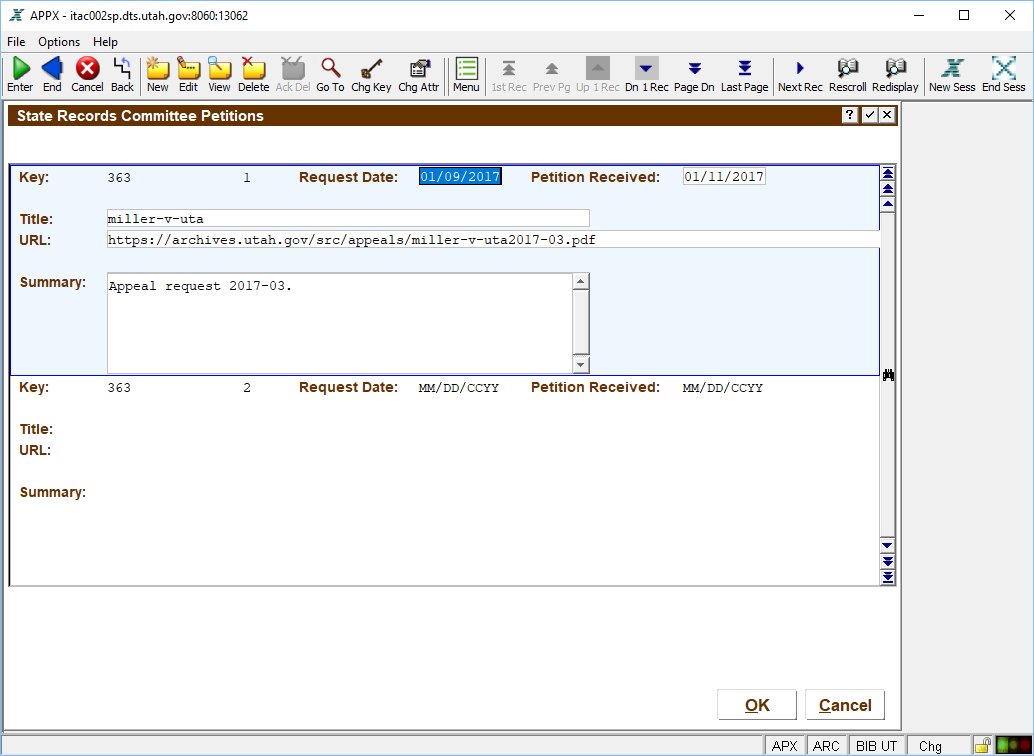 APPX - itac002sp.dts.utah.gov:8060:13062
File Options Help
Enter End Cancel Back New Edit View Delete Ack Del Go To Chg Key Chg Attr Menu 1st Rec Prev Pg Up 1 Rec Dn 1 Rec Page Dn Last Page Next Rec Rescroll Redisplay New Sess End Sess
State Records Committee Petitions ?
Key: 363 1 Request Date: 01/09/2017 Petition Received: 01/11/2017
Title: miller-v-uta
URL: https://archives.utah.gov/src/appeals/miller-v-uta2017-03.pdf
Summary: Appeal request 2017-03.
Key: 363 2 Request Date: MM/DD/CCYY Petition Received: MM/DD/CCYY
Title:
URL:
Summary:
OK Cancel
APX ARC BIB UT Chg